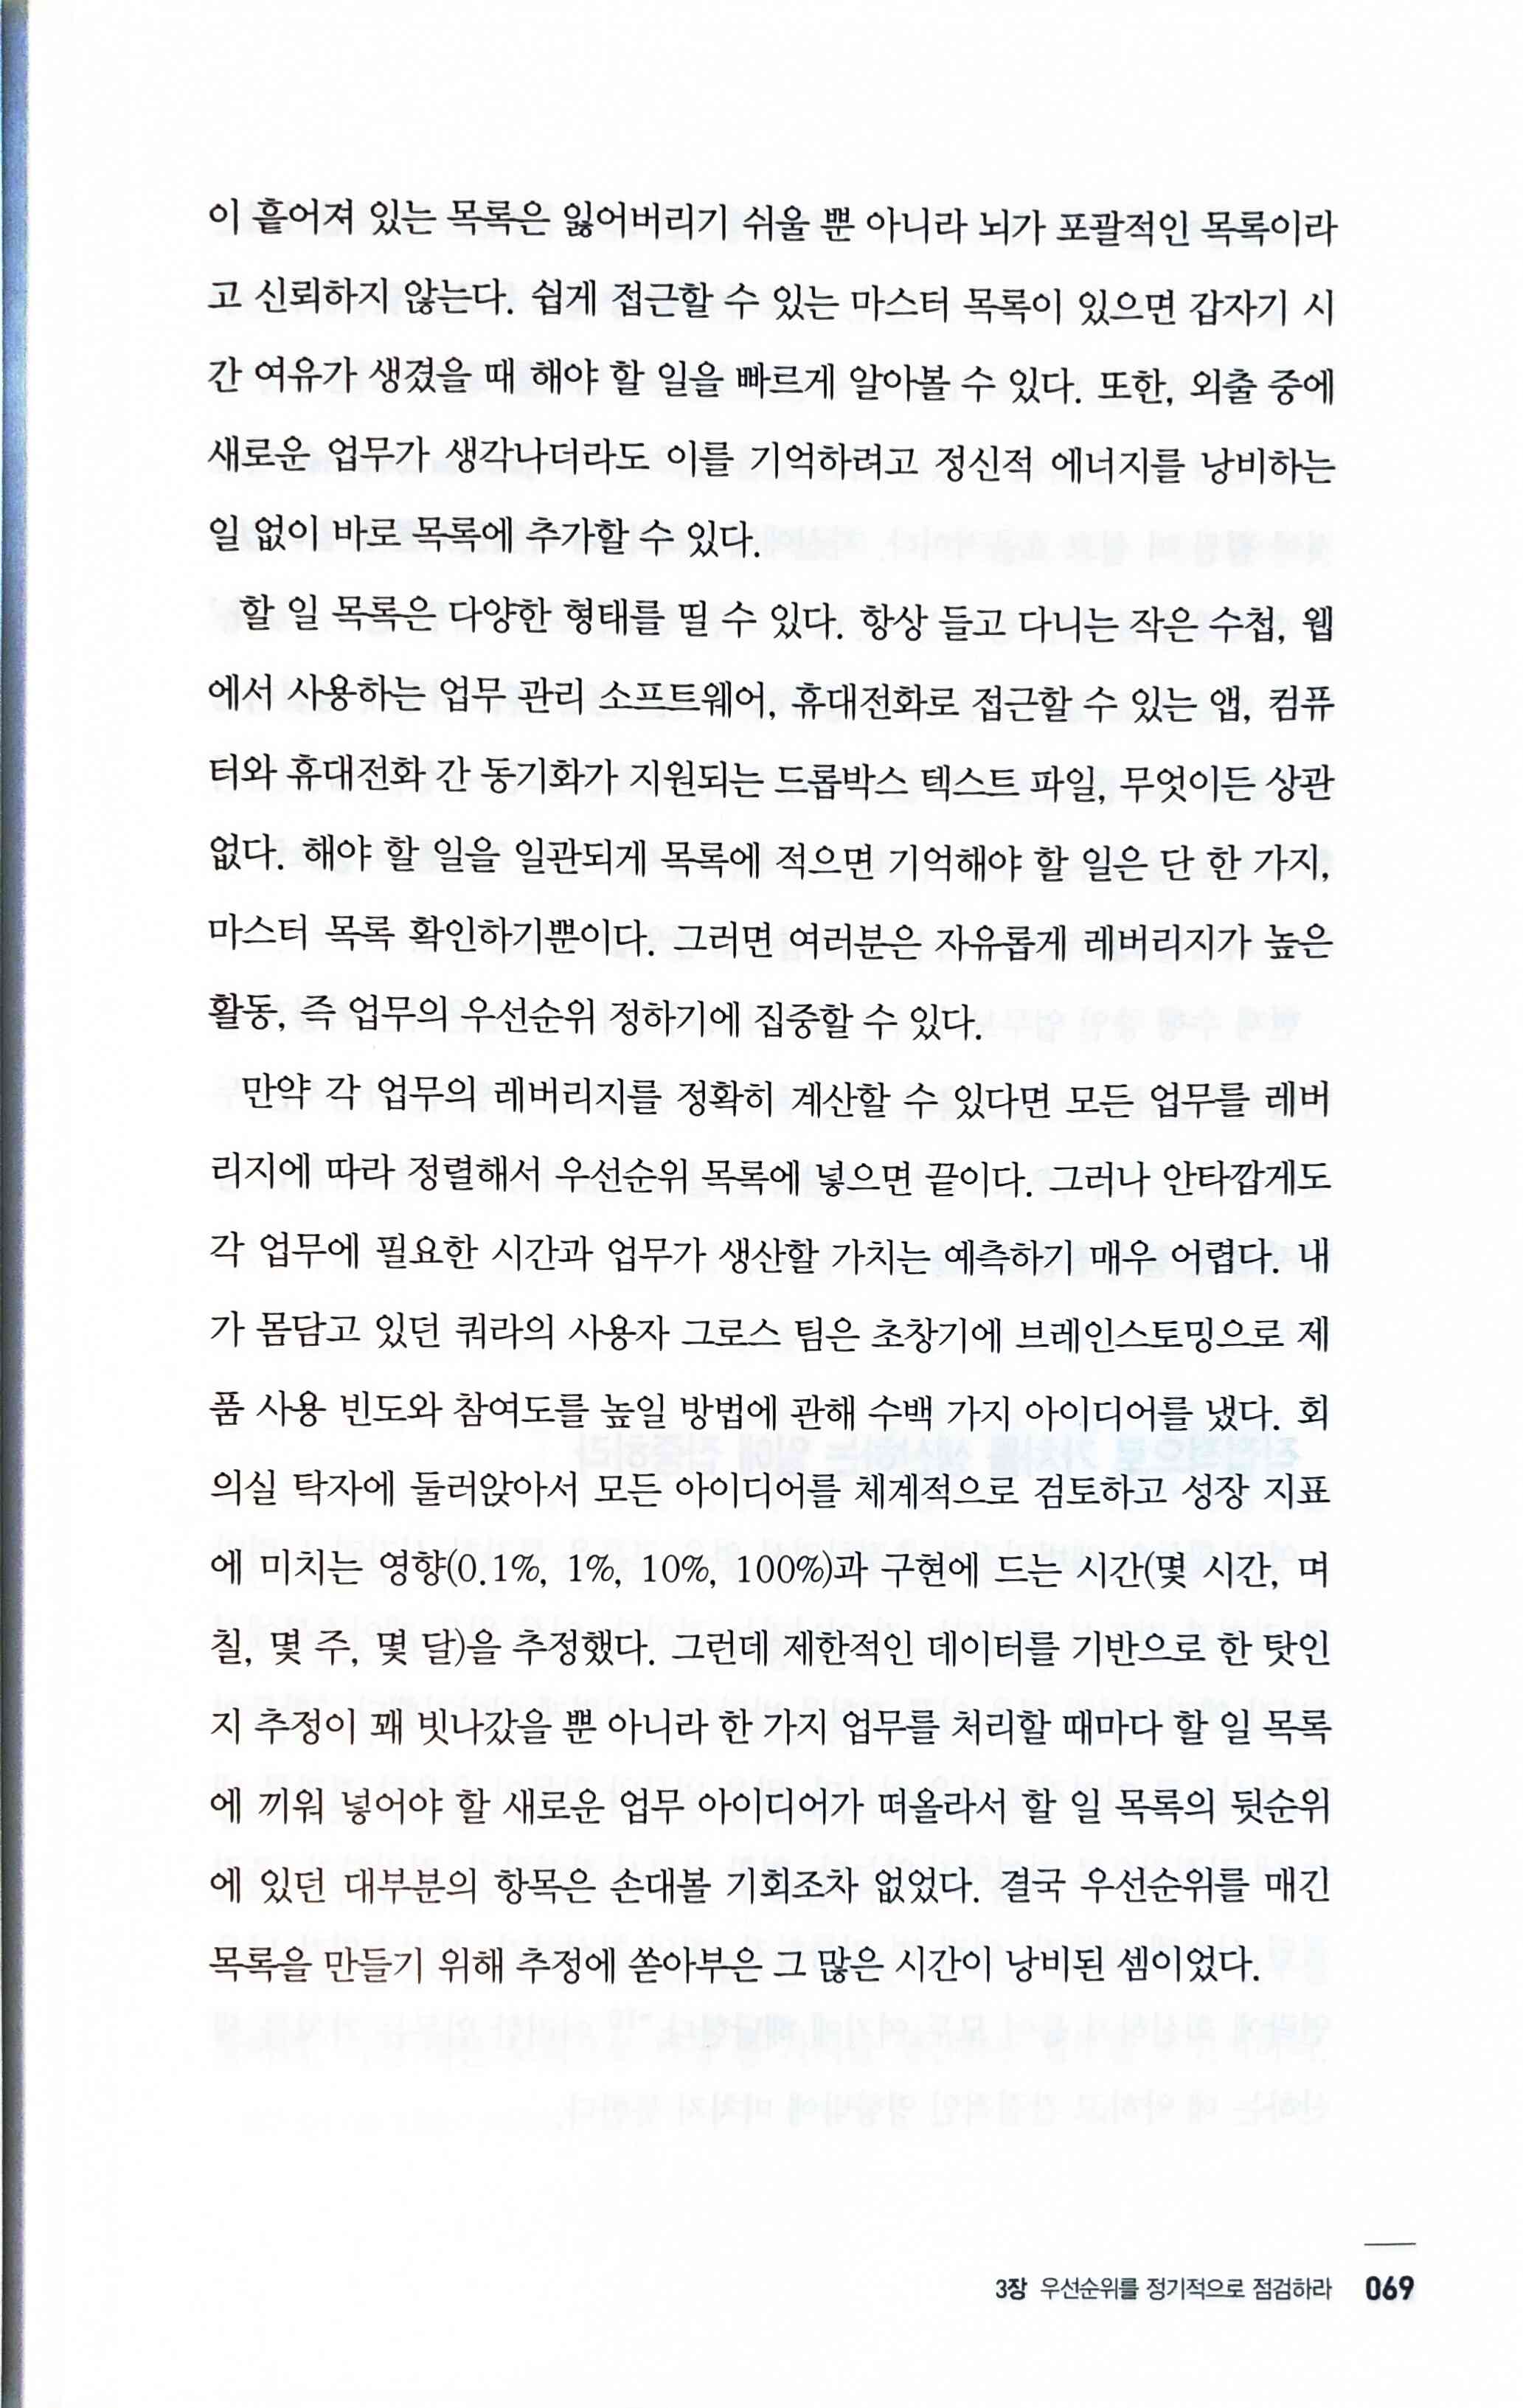 이 흩어져 있는 목록은 잃어버리기 쉬울 뿐 아니라 뇌가 포괄적인 목록이라
고 신뢰하지 않는다. 쉽게 접근할 수 있는 마스터 목록이 있으면 갑자기 시
간 여유가 생겼을 때 해야 할 일을 빠르게 알아볼 수 있다. 또한, 외출 중에
새로운 업무가 생각나더라도 이를 기억하려고 정신적 에너지를 낭비하는
일 없이 바로 목록에 추가할 수 있다.
할 일 목록은 다양한 형태를 띨 수 있다. 항상 들고 다니는 작은 수첩, 웹
에서 사용하는 업무 관리 소프트웨어, 휴대전화로 접근할 수 있는 앱, 컴퓨
터와 휴대전화 간 동기화가 지원되는 드롭박스 텍스트 파일, 무엇이든 상관
없다. 해야 할 일을 일관되게 목록에 적으면 기억해야 할 일은 단 한 가지,
마스터 목록 확인하기뿐이다. 그러면 여러분은 자유롭게 레버리지가 높은
활동, 즉 업무의 우선순위 정하기에 집중할 수 있다.
만약 각 업무의 레버리지를 정확히 계산할 수 있다면 모든 업무를 레버
리지에 따라 정렬해서 우선순위 목록에 넣으면 끝이다. 그러나 안타깝게도
각 업무에 필요한 시간과 업무가 생산할 가치는 예측하기 매우 어렵다. 내
가 몸담고 있던 쿼라의 사용자 그로스 팀은 초창기에 브레인스토밍으로 제
품 사용 빈도와 참여도를 높일 방법에 관해 수백 가지 아이디어를 냈다. 회
의실 탁자에 둘러앉아서 모든 아이디어를 체계적으로 검토하고 성장 지표
에 미치는 영향(0.1%, 1%, 10%, 100%)과 구현에 드는 시간(몇 시간, 며
칠, 몇 주, 몇 달)을 추정했다. 그런데 제한적인 데이터를 기반으로 한 탓인
지 추정이 꽤 빗나갔을 뿐 아니라 한 가지 업무를 처리할 때마다 할 일 목록
에 끼워 넣어야 할 새로운 업무 아이디어가 떠올라서 할 일 목록의 뒷순위
에 있던 대부분의 항목은 손대볼 기회조차 없었다. 결국 우선순위를 매긴
목록을 만들기 위해 추정에 쏟아부은 그 많은 시간이 낭비된 셈이었다.
3장 우선순위를 정기적으로 점검하라 069